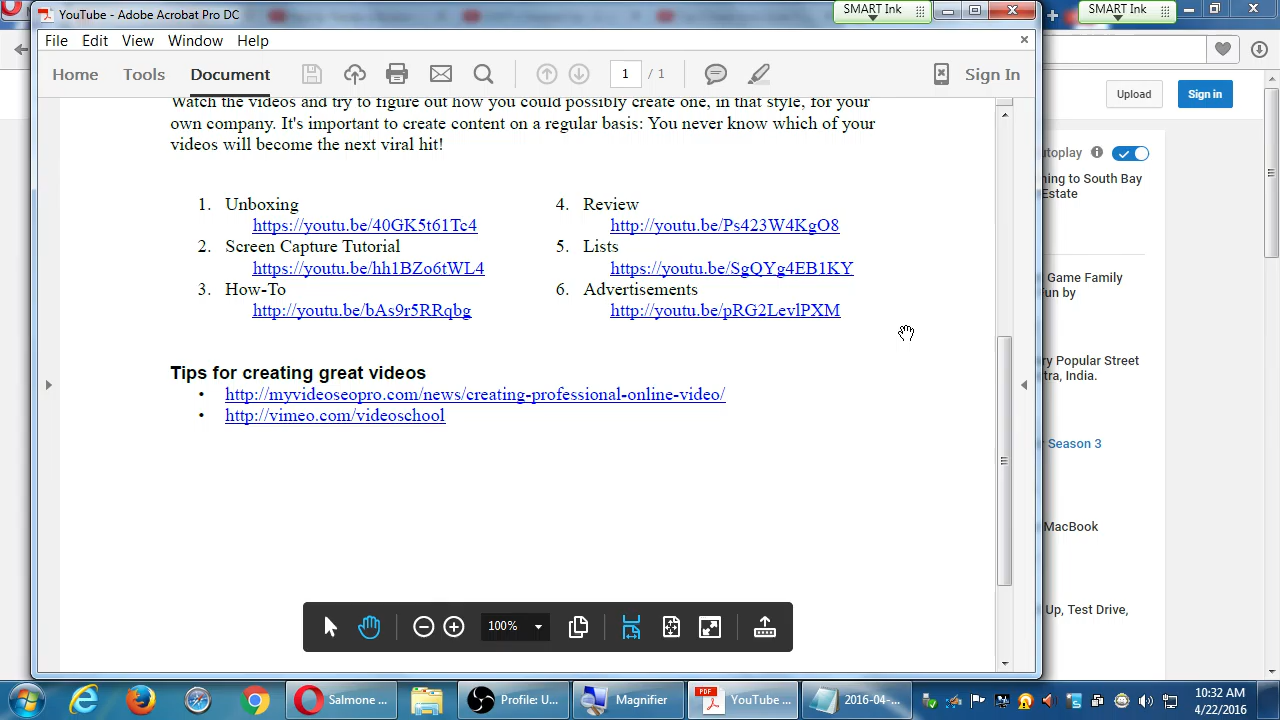 YouTube - Adobe Acrobat Pro DC
SMART Ink
SMART Ink
File Edit View Window Help
Home Tools Document 1 / 1 Sign In
Upload Sign in
Watch the videos and try to figure out how you could possibly create one, in that style, for your
own company. It's important to create content on a regular basis: You never know which of your
videos will become the next viral hit!
1. Unboxing
https://youtu.be/40GK5t61Tc4
2. Screen Capture Tutorial
https://youtu.be/hh1BZo6tWL4
3. How-To
http://youtu.be/bAs9r5RRqbg
4. Review
http://youtu.be/Ps423W4KgO8
5. Lists
https://youtu.be/SgQYg4EB1KY
6. Advertisements
http://youtu.be/pRG2LevlPXM
Tips for creating great videos
• http://myvideoseopro.com/news/creating-professional-online-video/
• http://vimeo.com/videoschool
100%
utoplay
ning to South Bay
Estate
Game Family
Fun by
ry Popular Street
tra, India.
Season 3
MacBook
Up, Test Drive,
Salmone ...
Profile: U...
Magnifier
YouTube ...
2016-04-...
10:32 AM
4/22/2016